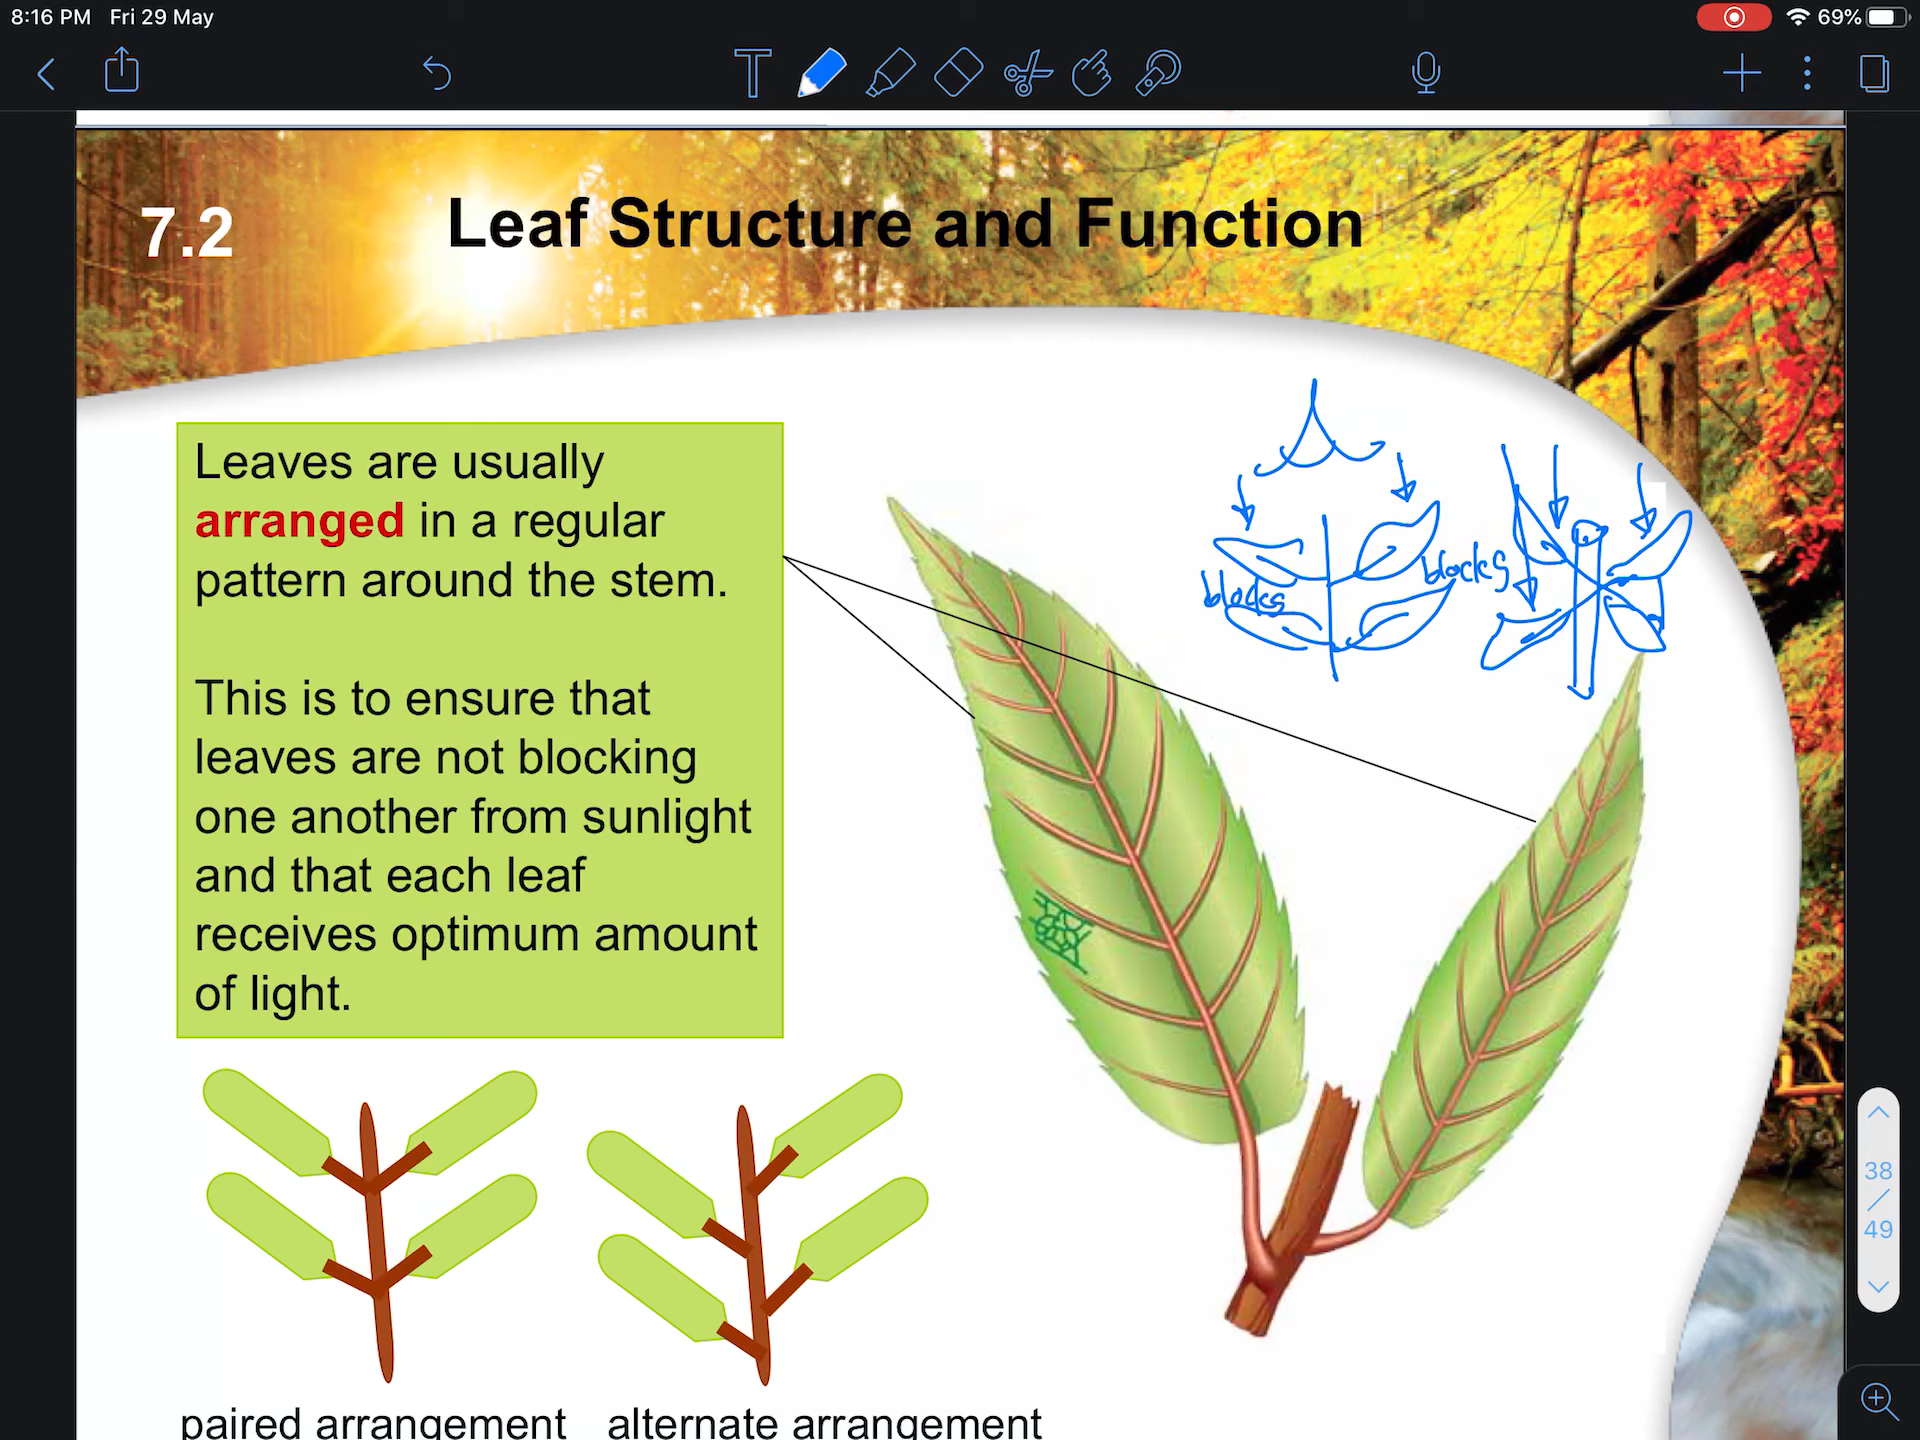 8:16 PM Fri 29 May
69%
7.2
Leaf Structure and Function
Leaves are usually
arranged in a regular
pattern around the stem.
This is to ensure that
leaves are not blocking
one another from sunlight
and that each leaf
receives optimum amount
of light.
blocks
blocks
paired arrangement
alternate arrangement
38
/
49